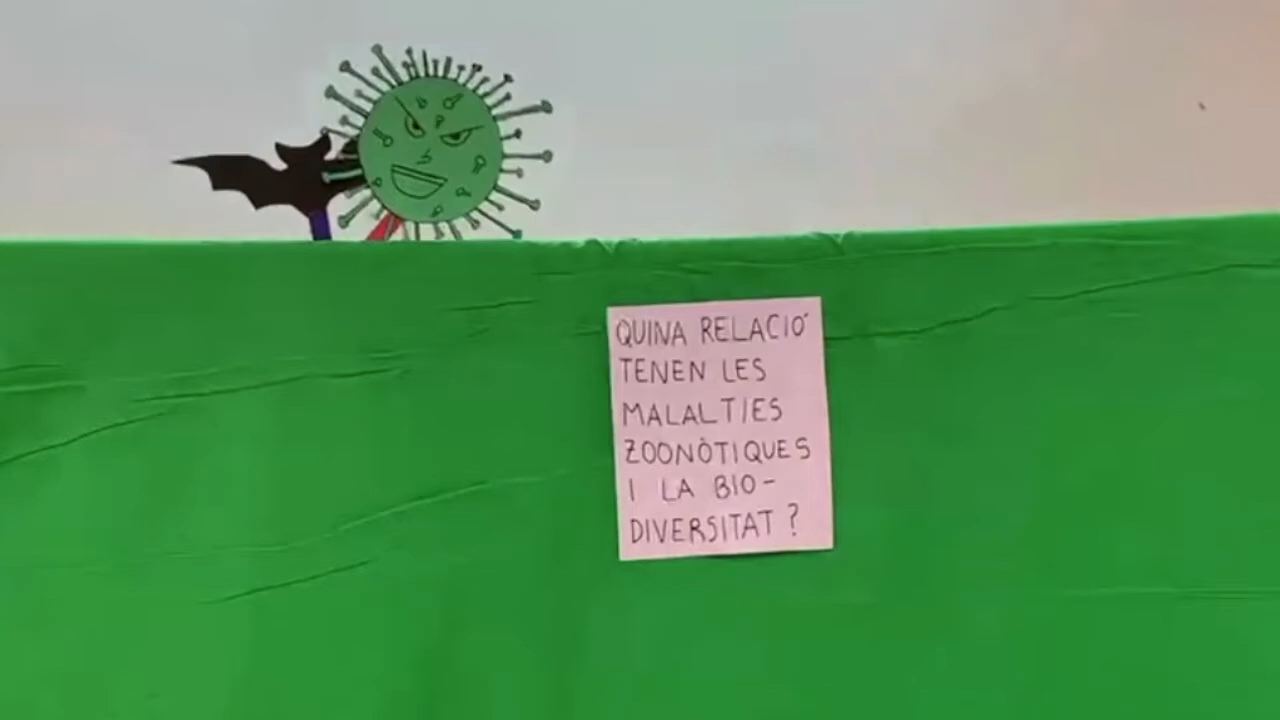 QUINA RELACIÓ
TENEN LES
MALALTIES
ZOONÒTIQUES
I LA BIO-
DIVERSITAT?